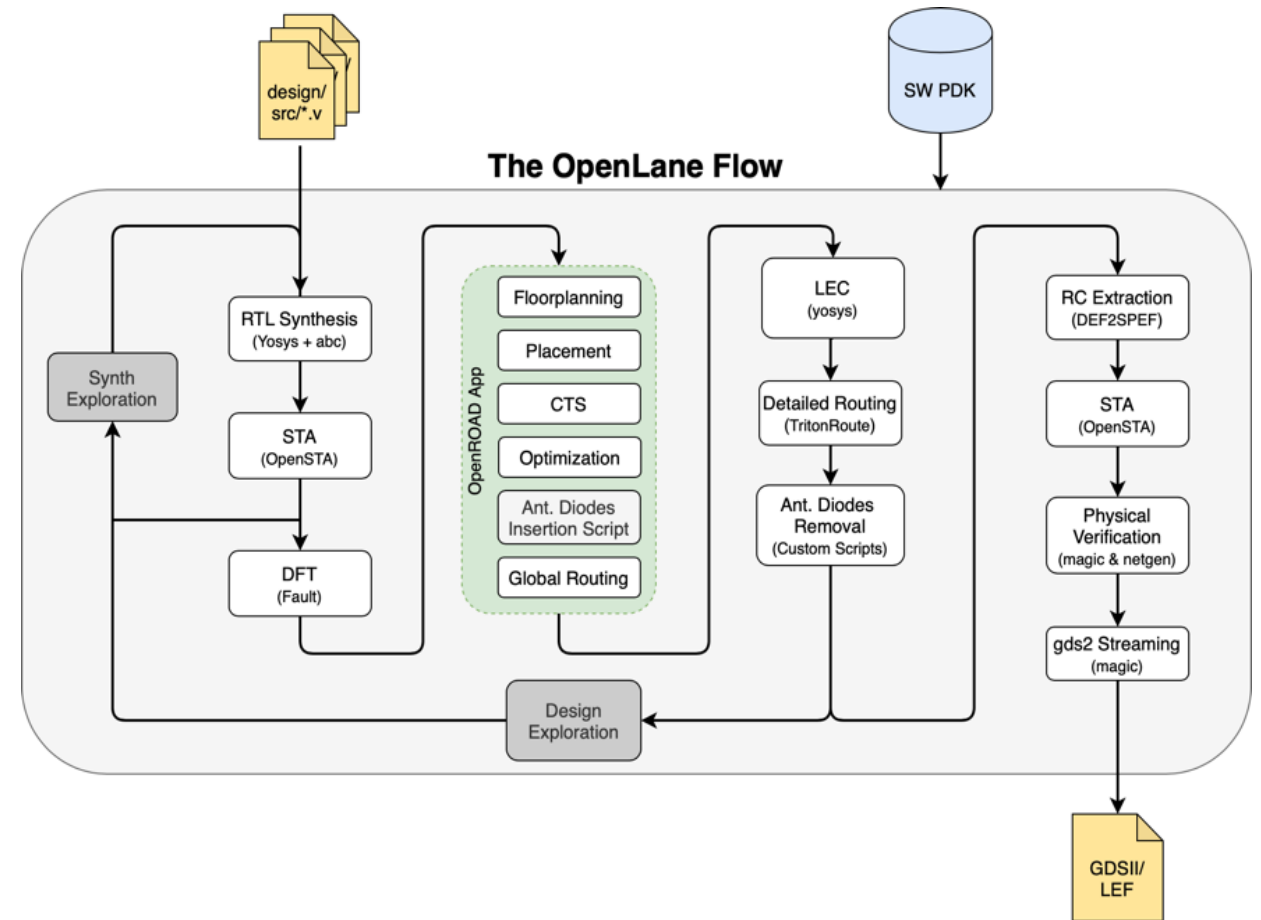 design/
src/*.v
SW PDK
The OpenLane Flow
Synth
Exploration
RTL Synthesis
(Yosys + abc)
STA
(OpenSTA)
DFT
(Fault)
OpenROAD App
Floorplanning
Placement
CTS
Optimization
Ant. Diodes
Insertion Script
Global Routing
LEC
(yosys)
Detailed Routing
(TritonRoute)
Ant. Diodes
Removal
(Custom Scripts)
Design
Exploration
RC Extraction
(DEF2SPEF)
STA
(OpenSTA)
Physical
Verification
(magic & netgen)
gds2 Streaming
(magic)
GDSII/
LEF